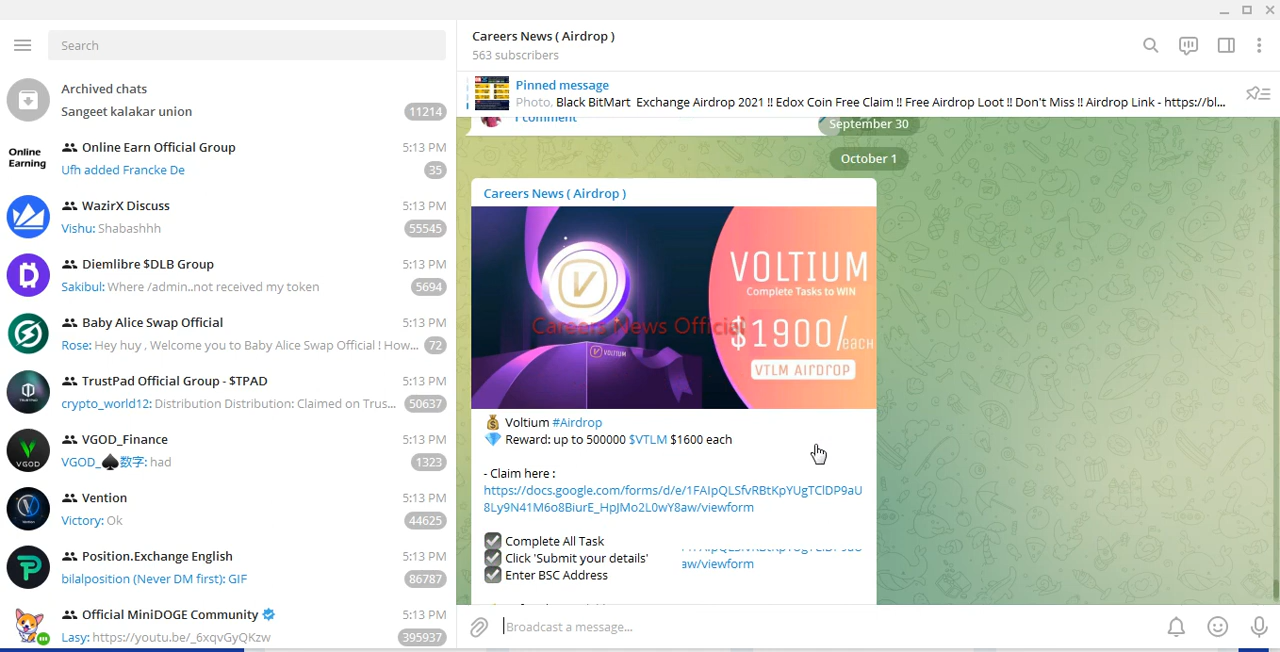 Search
Archived chats
Sangeet kalakar union
11214
Online Earning
Online Earn Official Group
5:13 PM
Ufh added Francke De
35
WazirX Discuss
5:13 PM
Vishu: Shabashhh
55545
Diemlibre $DLB Group
5:13 PM
Sakibul: Where /admin..not received my token
5694
Baby Alice Swap Official
5:13 PM
Rose: Hey huy , Welcome you to Baby Alice Swap Official ! How...
72
TrustPad Official Group - $TPAD
5:13 PM
crypto_world12: Distribution Distribution: Claimed on Trus...
50637
VGOD
VGOD_Finance
5:13 PM
VGOD_♠数字: had
1323
Vention
5:13 PM
Victory: Ok
44625
Position.Exchange English
5:13 PM
bilalposition (Never DM first): GIF
86787
Official MiniDOGE Community
5:13 PM
Lasy: https://youtu.be/_6xqvGyQKzw
395937
Careers News ( Airdrop )
563 subscribers
Pinned message
Photo, Black BitMart Exchange Airdrop 2021 !! Edox Coin Free Claim !! Free Airdrop Loot !! Don't Miss !! Airdrop Link - https://bl...
1 comment
September 30
October 1
Careers News ( Airdrop )
VOLTIUM
Complete Tasks to WIN
Careers News Official
$1900/each
VOLTIUM
VTLM AIRDROP
💰 Voltium #Airdrop
💎 Reward: up to 500000 $VTLM $1600 each
- Claim here :
https://docs.google.com/forms/d/e/1FAIpQLSfvRBtKpYUgTClDP9aU
8Ly9N41M6o8BiurE_HpJMo2L0wY8aw/viewform
☑ Complete All Task
☑ Click 'Submit your details'
☑ Enter BSC Address
aw/viewform
Broadcast a message...